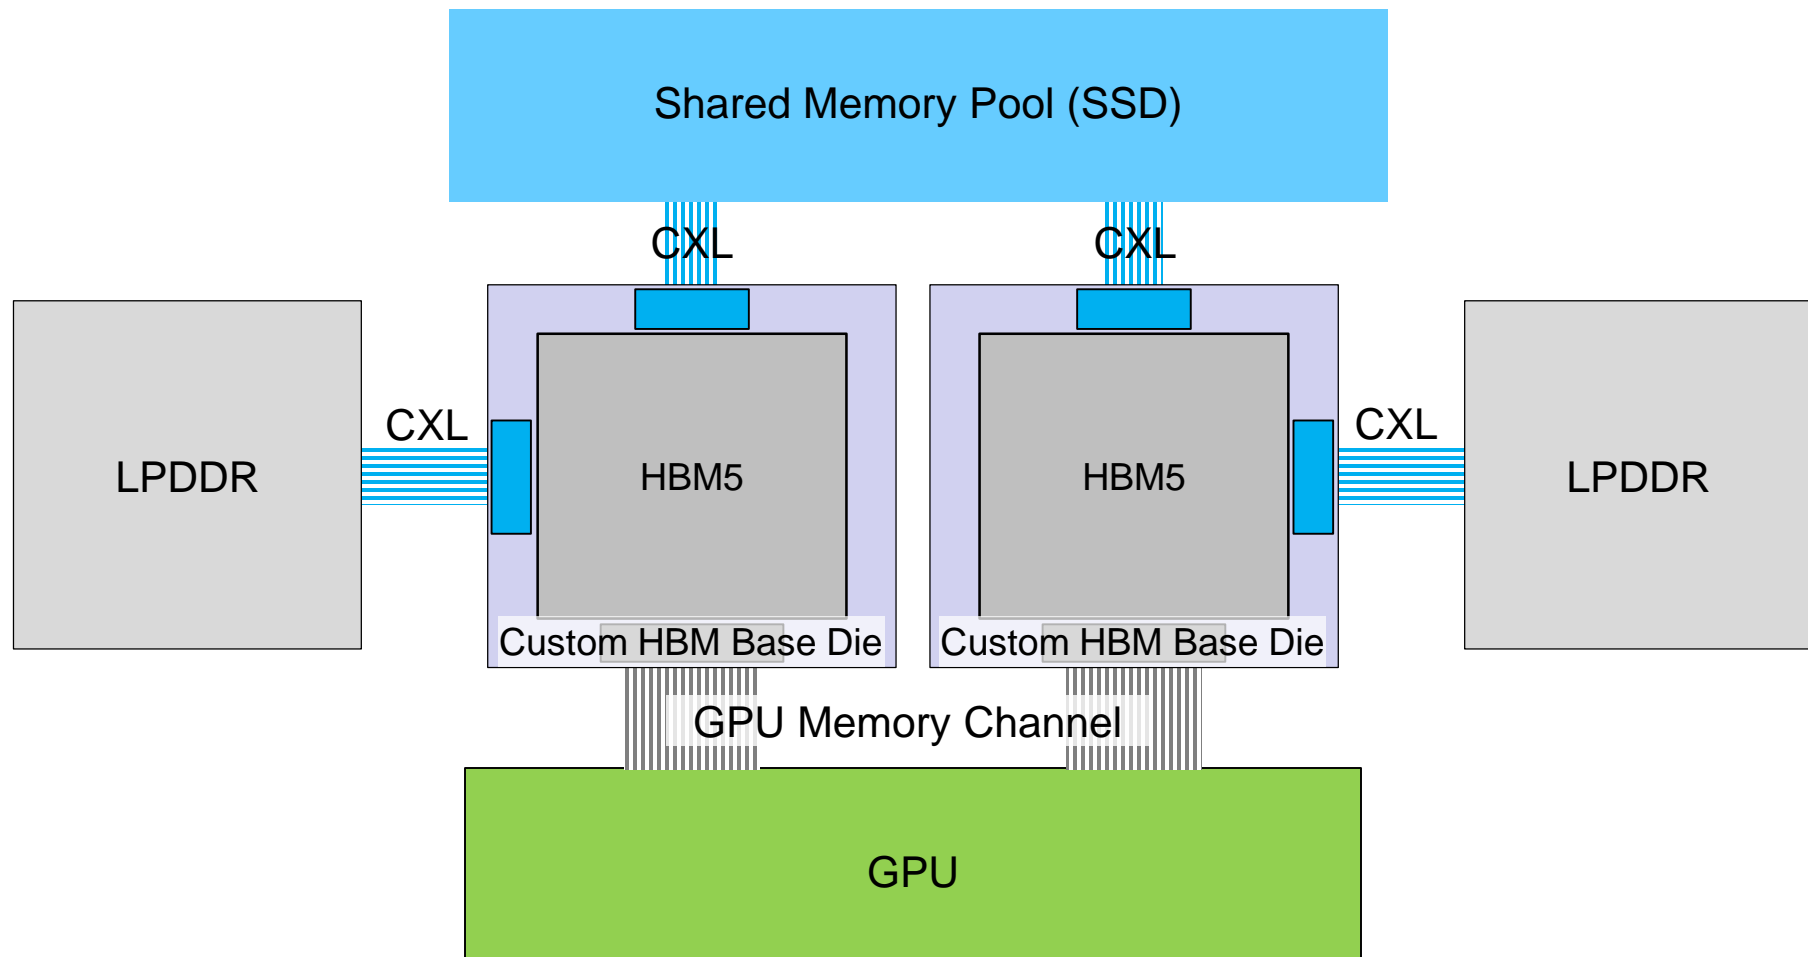 Shared Memory Pool (SSD)
CXL
CXL
CXL
CXL
LPDDR
HBM5
HBM5
LPDDR
Custom HBM Base Die
Custom HBM Base Die
GPU Memory Channel
GPU